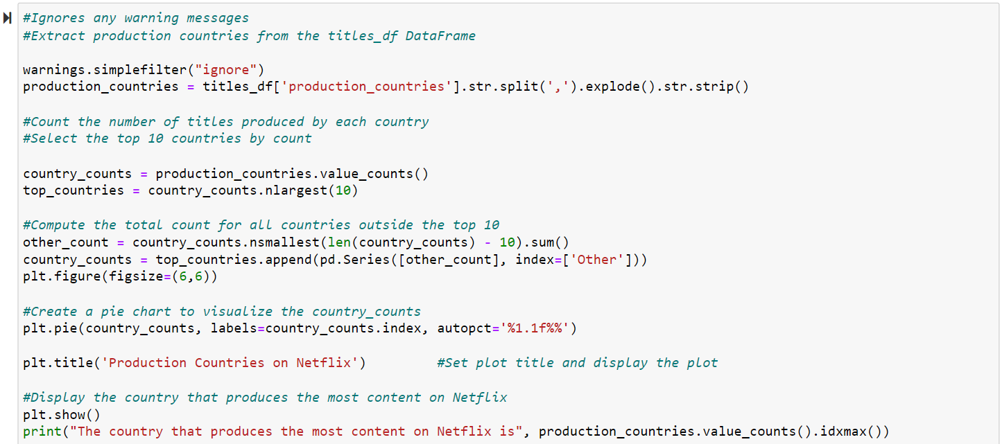 #Ignores any warning messages
#Extract production countries from the titles_df DataFrame
warnings.simplefilter("ignore")
production_countries = titles_df['production_countries'].str.split(',').explode().str.strip()
#Count the number of titles produced by each country
#Select the top 10 countries by count
country_counts = production_countries.value_counts()
top_countries = country_counts.nlargest(10)
#Compute the total count for all countries outside the top 10
other_count = country_counts.nsmallest(len(country_counts) - 10).sum()
country_counts = top_countries.append(pd.Series([other_count], index=['Other']))
plt.figure(figsize=(6,6))
#Create a pie chart to visualize the country_counts
plt.pie(country_counts, labels=country_counts.index, autopct='%1.1f%%')
plt.title('Production Countries on Netflix')         #Set plot title and display the plot
#Display the country that produces the most content on Netflix
plt.show()
print("The country that produces the most content on Netflix is", production_countries.value_counts().idxmax())